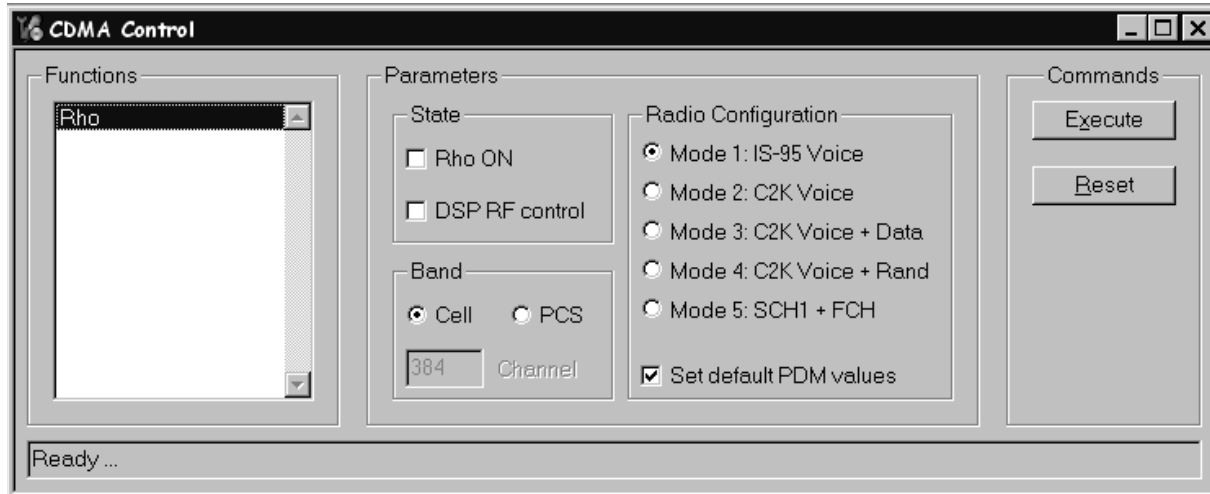 CDMA Control
Functions
Rho
Parameters
State
Rho ON
DSP RF control
Band
Cell
PCS
384
Channel
Radio Configuration
Mode 1: IS-95 Voice
Mode 2: C2K Voice
Mode 3: C2K Voice + Data
Mode 4: C2K Voice + Rand
Mode 5: SCH1 + FCH
Set default PDM values
Commands
Execute
Reset
Ready ...